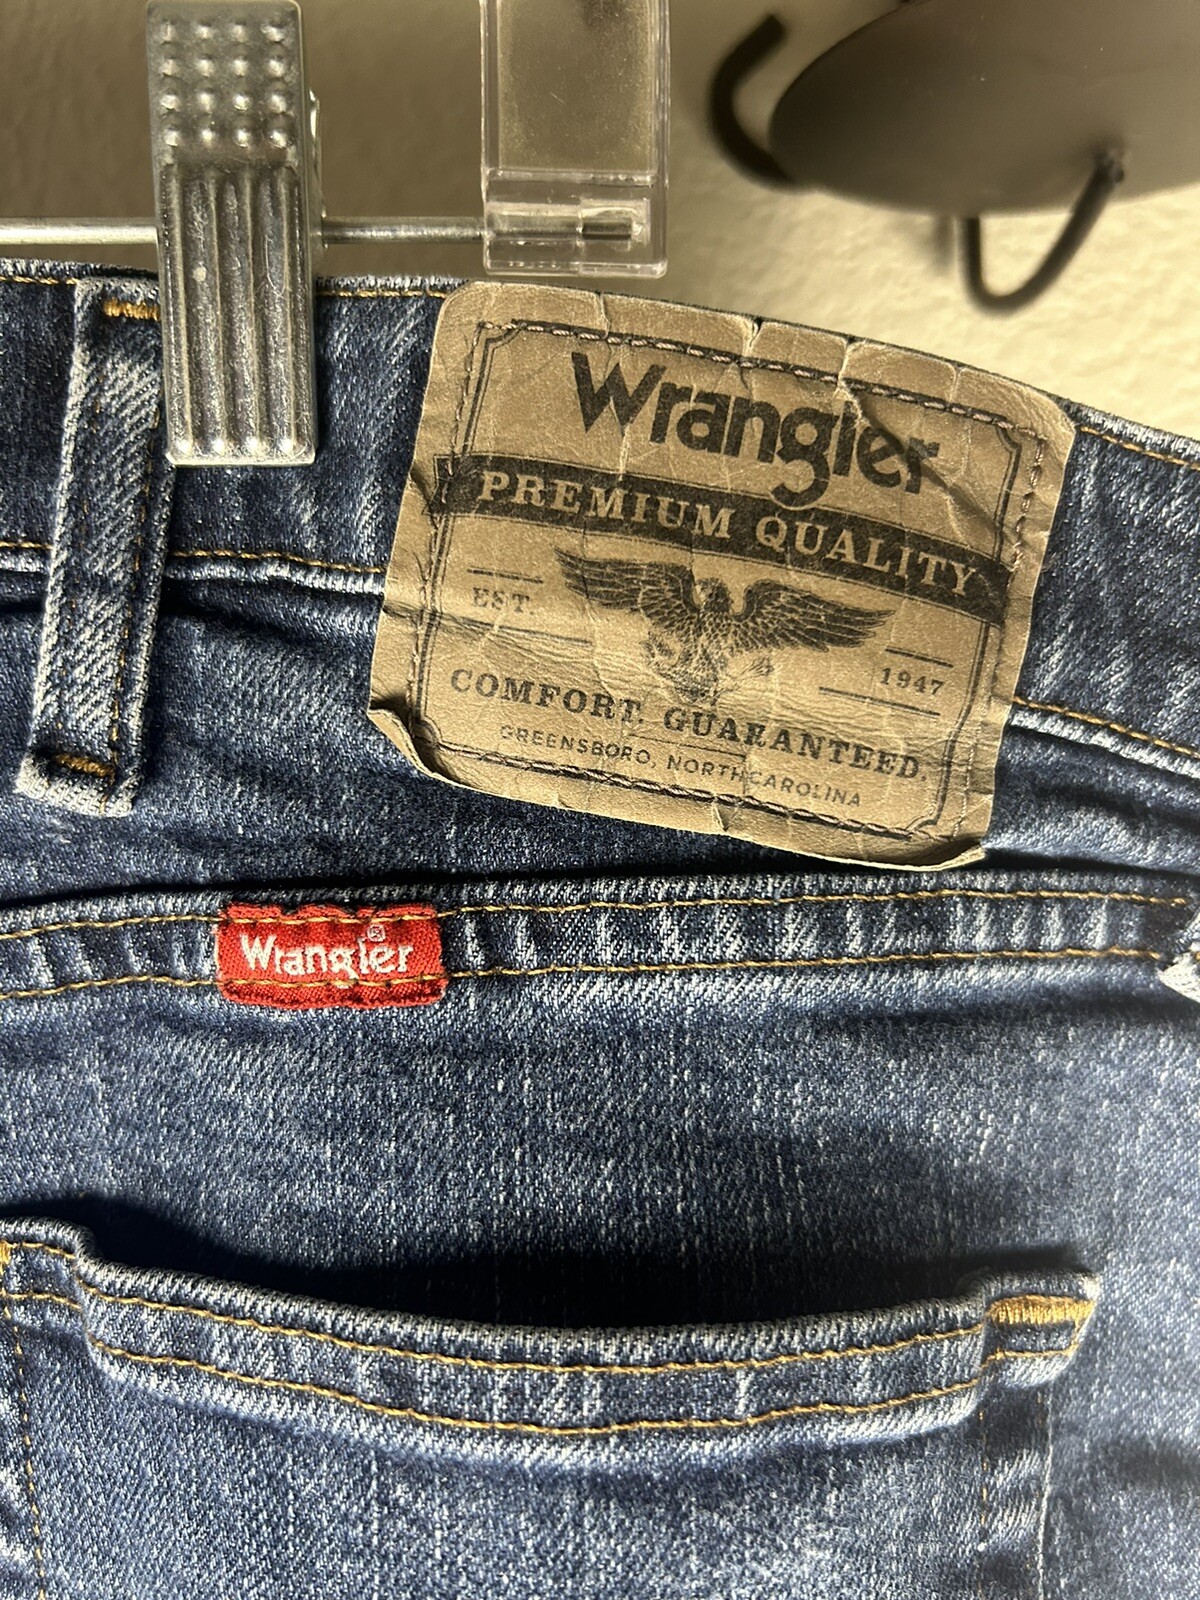 Wrangler
PREMIUM QUALITY
EST.
1947
COMFORT. GUARANTEED.
GREENSBORO, NORTH CAROLINA
Wrangler®